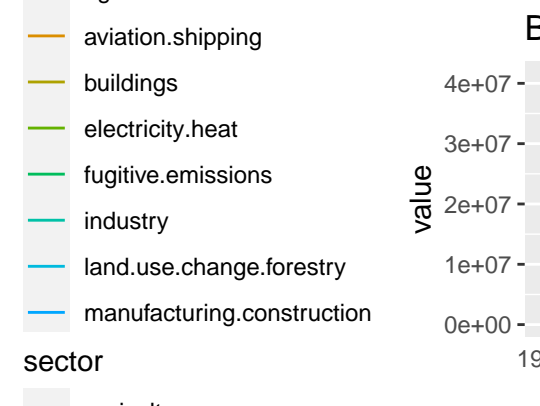 aviation.shipping
buildings
electricity.heat
fugitive.emissions
industry
land.use.change.forestry
manufacturing.construction
sector
B
value
4e+07
3e+07
2e+07
1e+07
0e+00
19